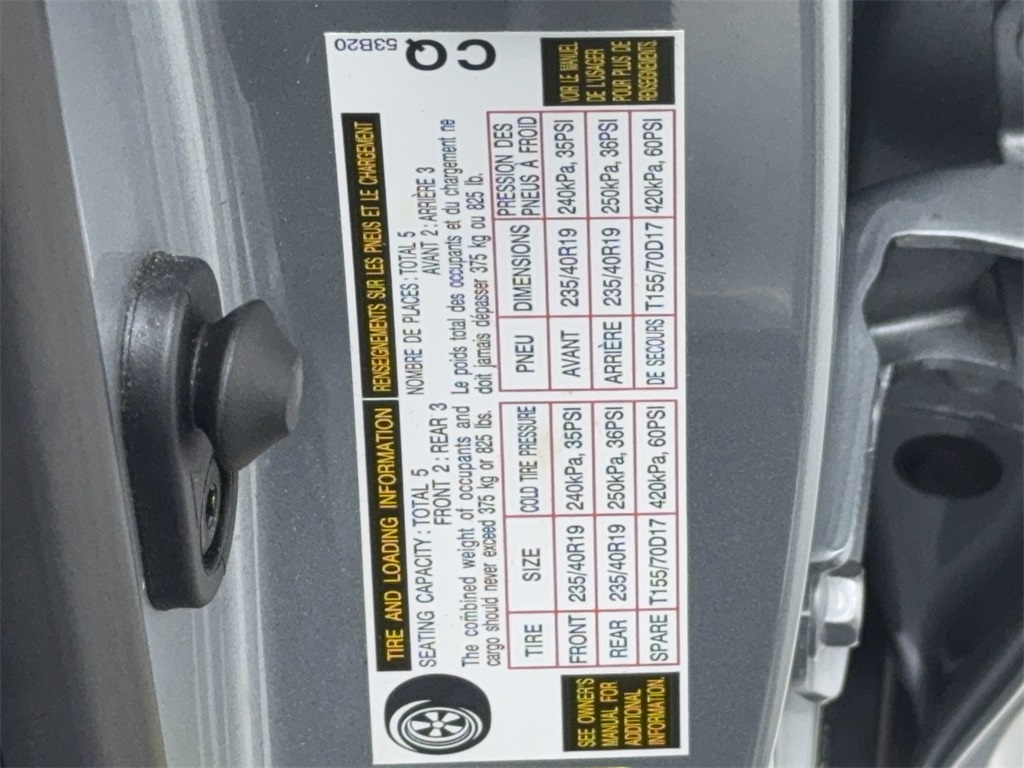 TIRE AND LOADING INFORMATION
SEATING CAPACITY : TOTAL 5
FRONT 2 : REAR 3
The combined weight of occupants and
cargo should never exceed 375 kg or 825 lbs.
TIRE SIZE COLD TIRE PRESSURE
FRONT 235/40R19 240kPa, 35PSI
REAR 235/40R19 250kPa, 36PSI
SPARE T155/70D17 420kPa, 60PSI
SEE OWNER'S
MANUAL FOR
ADDITIONAL
INFORMATION.
RENSEIGNEMENTS SUR LES PNEUS ET LE CHARGEMENT
NOMBRE DE PLACES : TOTAL 5
AVANT 2 : ARRIÈRE 3
Le poids total des occupants et du chargement ne
doit jamais dépasser 375 kg ou 825 lb.
PNEU DIMENSIONS PRESSION DES
PNEUS À FROID
AVANT 235/40R19 240kPa, 35PSI
ARRIÈRE 235/40R19 250kPa, 36PSI
DE SECOURS T155/70D17 420kPa, 60PSI
VOIR LE MANUEL
DE L'USAGER
POUR PLUS DE
RENSEIGNEMENTS.
53B20
CQ